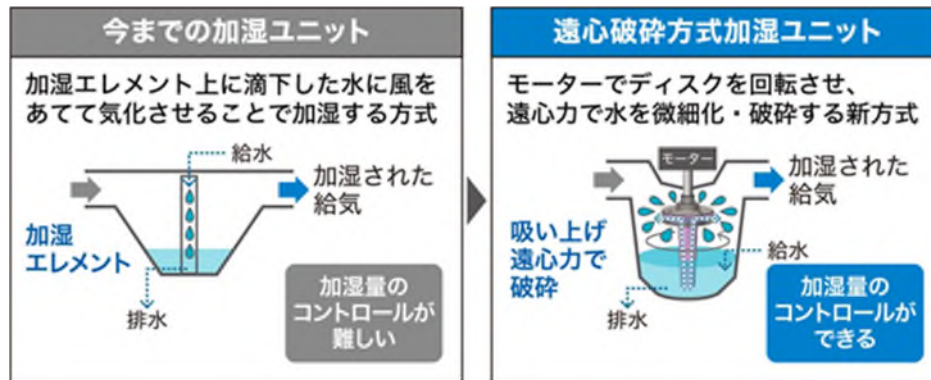 今までの加湿ユニット
加湿エレメント上に滴下した水に風を
あてて気化させることで加湿する方式
給水
加湿された
給気
加湿
エレメント
排水
加湿量の
コントロールが
難しい
遠心破砕方式加湿ユニット
モーターでディスクを回転させ、
遠心力で水を微細化・破砕する新方式
モーター
加湿された
給気
吸い上げ
遠心力で
破砕
給水
排水
加湿量の
コントロールが
できる